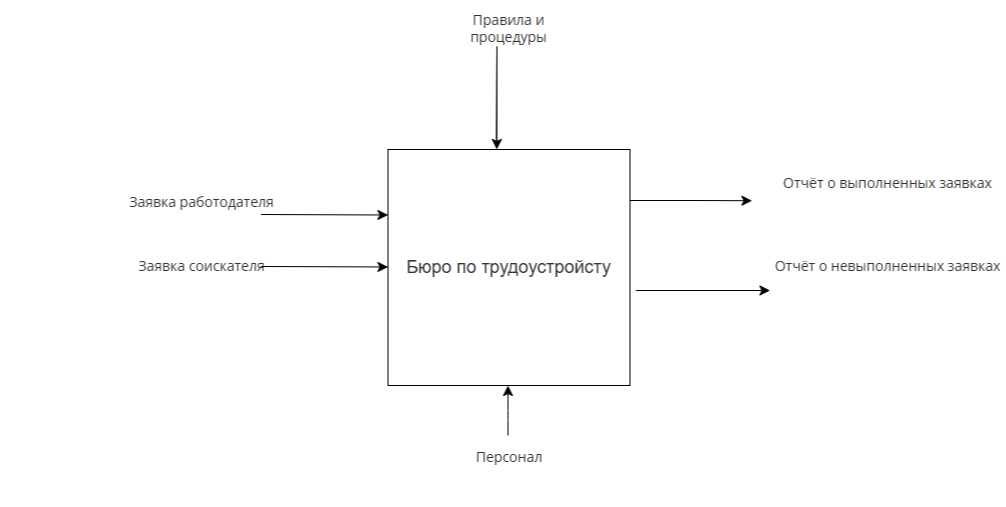 Правила и
процедуры
Заявка работодателя
Отчёт о выполненных заявках
Заявка соискателя
Бюро по трудоустройсту
Отчёт о невыполненных заявках
Персонал